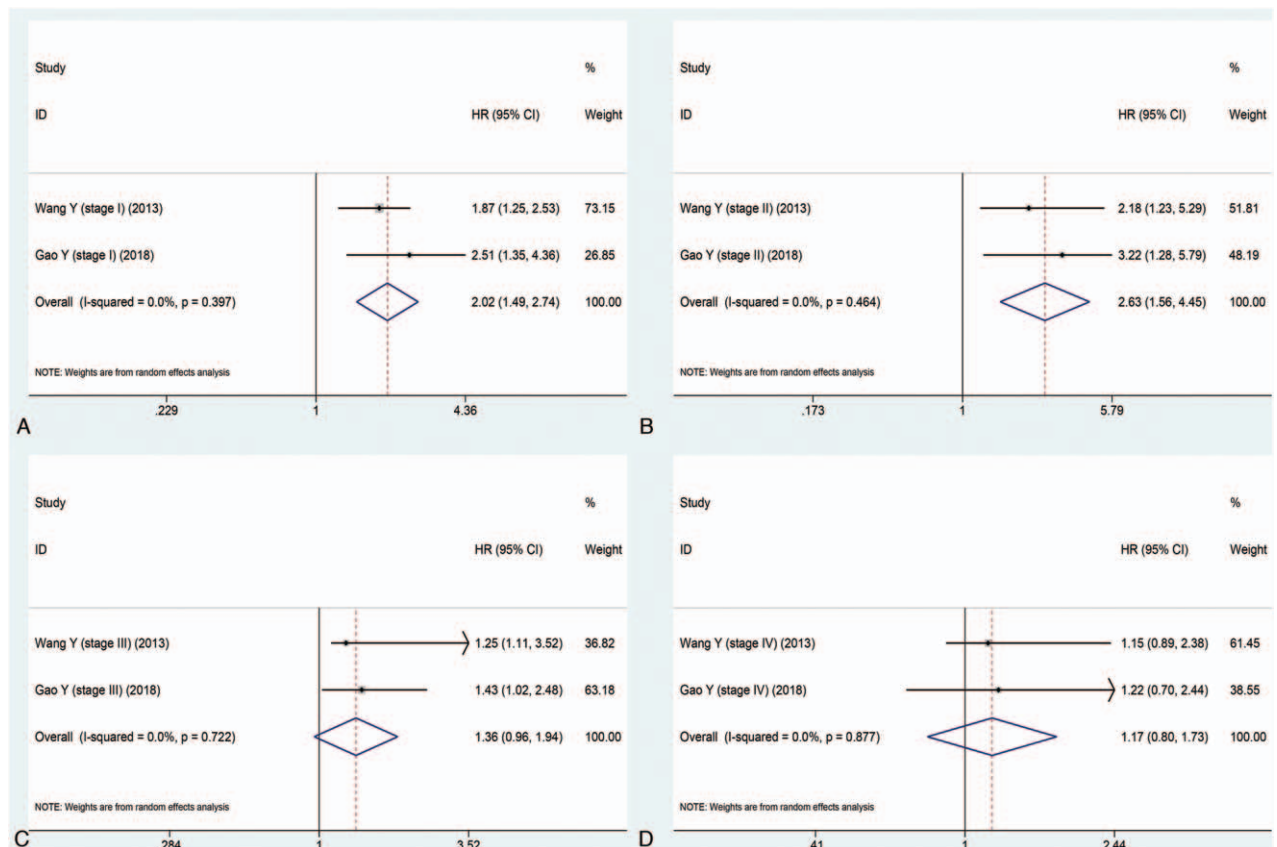 Study %
ID HR (95% CI) Weight
Wang Y (stage I) (2013) 1.87 (1.25, 2.53) 73.15
Gao Y (stage I) (2018) 2.51 (1.35, 4.36) 26.85
Overall (I-squared = 0.0%, p = 0.397) 2.02 (1.49, 2.74) 100.00
NOTE: Weights are from random effects analysis
.229 1 4.36
A
Study %
ID HR (95% CI) Weight
Wang Y (stage II) (2013) 2.18 (1.23, 5.29) 51.81
Gao Y (stage II) (2018) 3.22 (1.28, 5.79) 48.19
Overall (I-squared = 0.0%, p = 0.464) 2.63 (1.56, 4.45) 100.00
NOTE: Weights are from random effects analysis
.173 1 5.79
B
Study %
ID HR (95% CI) Weight
Wang Y (stage III) (2013) 1.25 (1.11, 3.52) 36.82
Gao Y (stage III) (2018) 1.43 (1.02, 2.48) 63.18
Overall (I-squared = 0.0%, p = 0.722) 1.36 (0.96, 1.94) 100.00
NOTE: Weights are from random effects analysis
.284 1 3.52
C
Study %
ID HR (95% CI) Weight
Wang Y (stage IV) (2013) 1.15 (0.89, 2.38) 61.45
Gao Y (stage IV) (2018) 1.22 (0.70, 2.44) 38.55
Overall (I-squared = 0.0%, p = 0.877) 1.17 (0.80, 1.73) 100.00
NOTE: Weights are from random effects analysis
.41 1 2.44
D